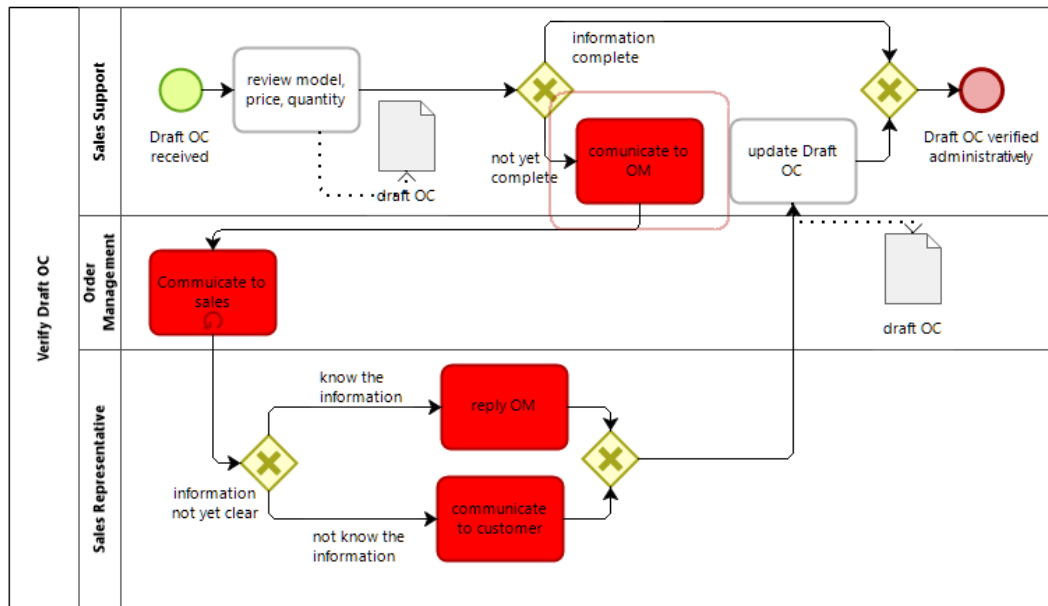 Verify Draft OC
Sales Support
Draft OC
received
review model,
price, quantity
draft OC
information
complete
not yet
complete
comunicate to
OM
update Draft
OC
Draft OC verified
administratively
Order
Management
Commuicate to
sales
draft OC
Sales Representative
information
not yet clear
know the
information
reply OM
not know the
information
communicate
to customer